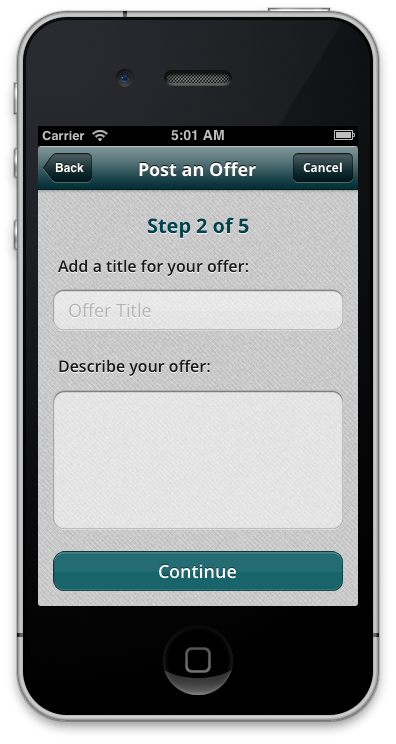 Carrier 5:01 AM
Back Post an Offer Cancel
Step 2 of 5
Add a title for your offer:
Offer Title
Describe your offer:
Continue